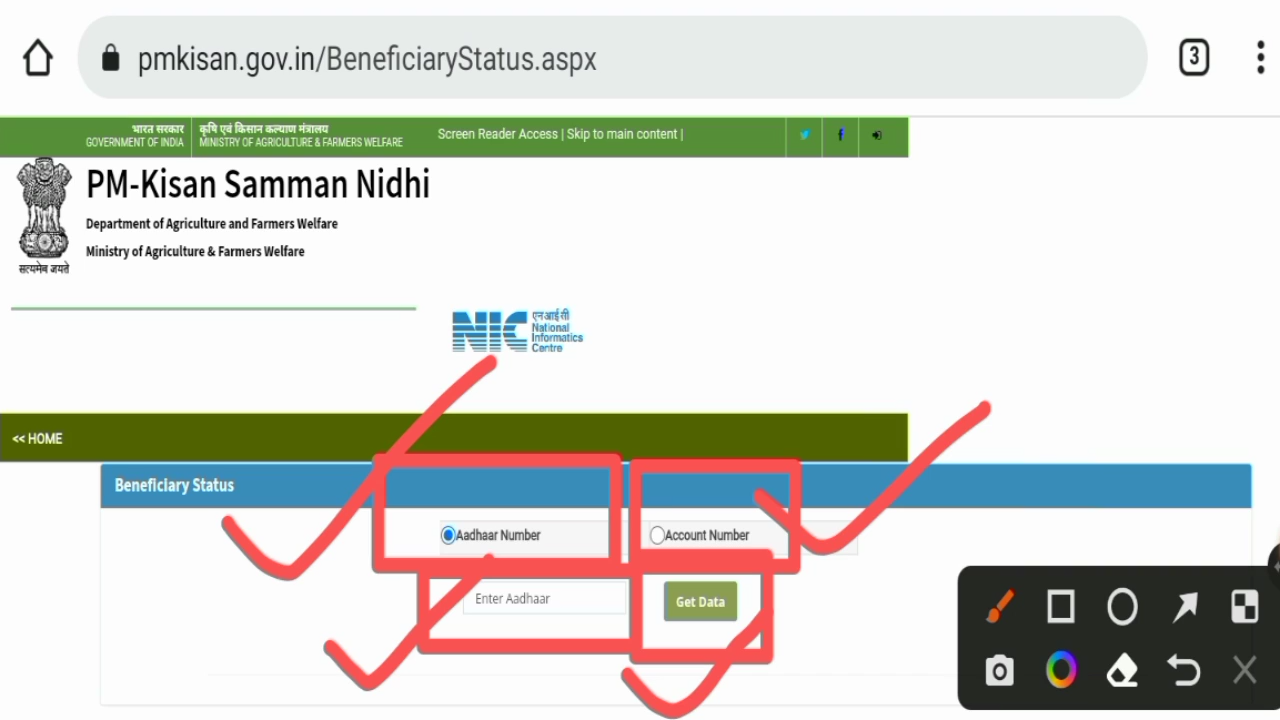 pmkisan.gov.in/BeneficiaryStatus.aspx
3
भारत सरकार
GOVERNMENT OF INDIA
कृषि एवं किसान कल्याण मंत्रालय
MINISTRY OF AGRICULTURE & FARMERS WELFARE
Screen Reader Access | Skip to main content |
PM-Kisan Samman Nidhi
Department of Agriculture and Farmers Welfare
Ministry of Agriculture & Farmers Welfare
सत्यमेव जयते
NIC
एन आई सी
National
Informatics
Centre
<< HOME
Beneficiary Status
Aadhaar Number
Account Number
Enter Aadhaar
Get Data